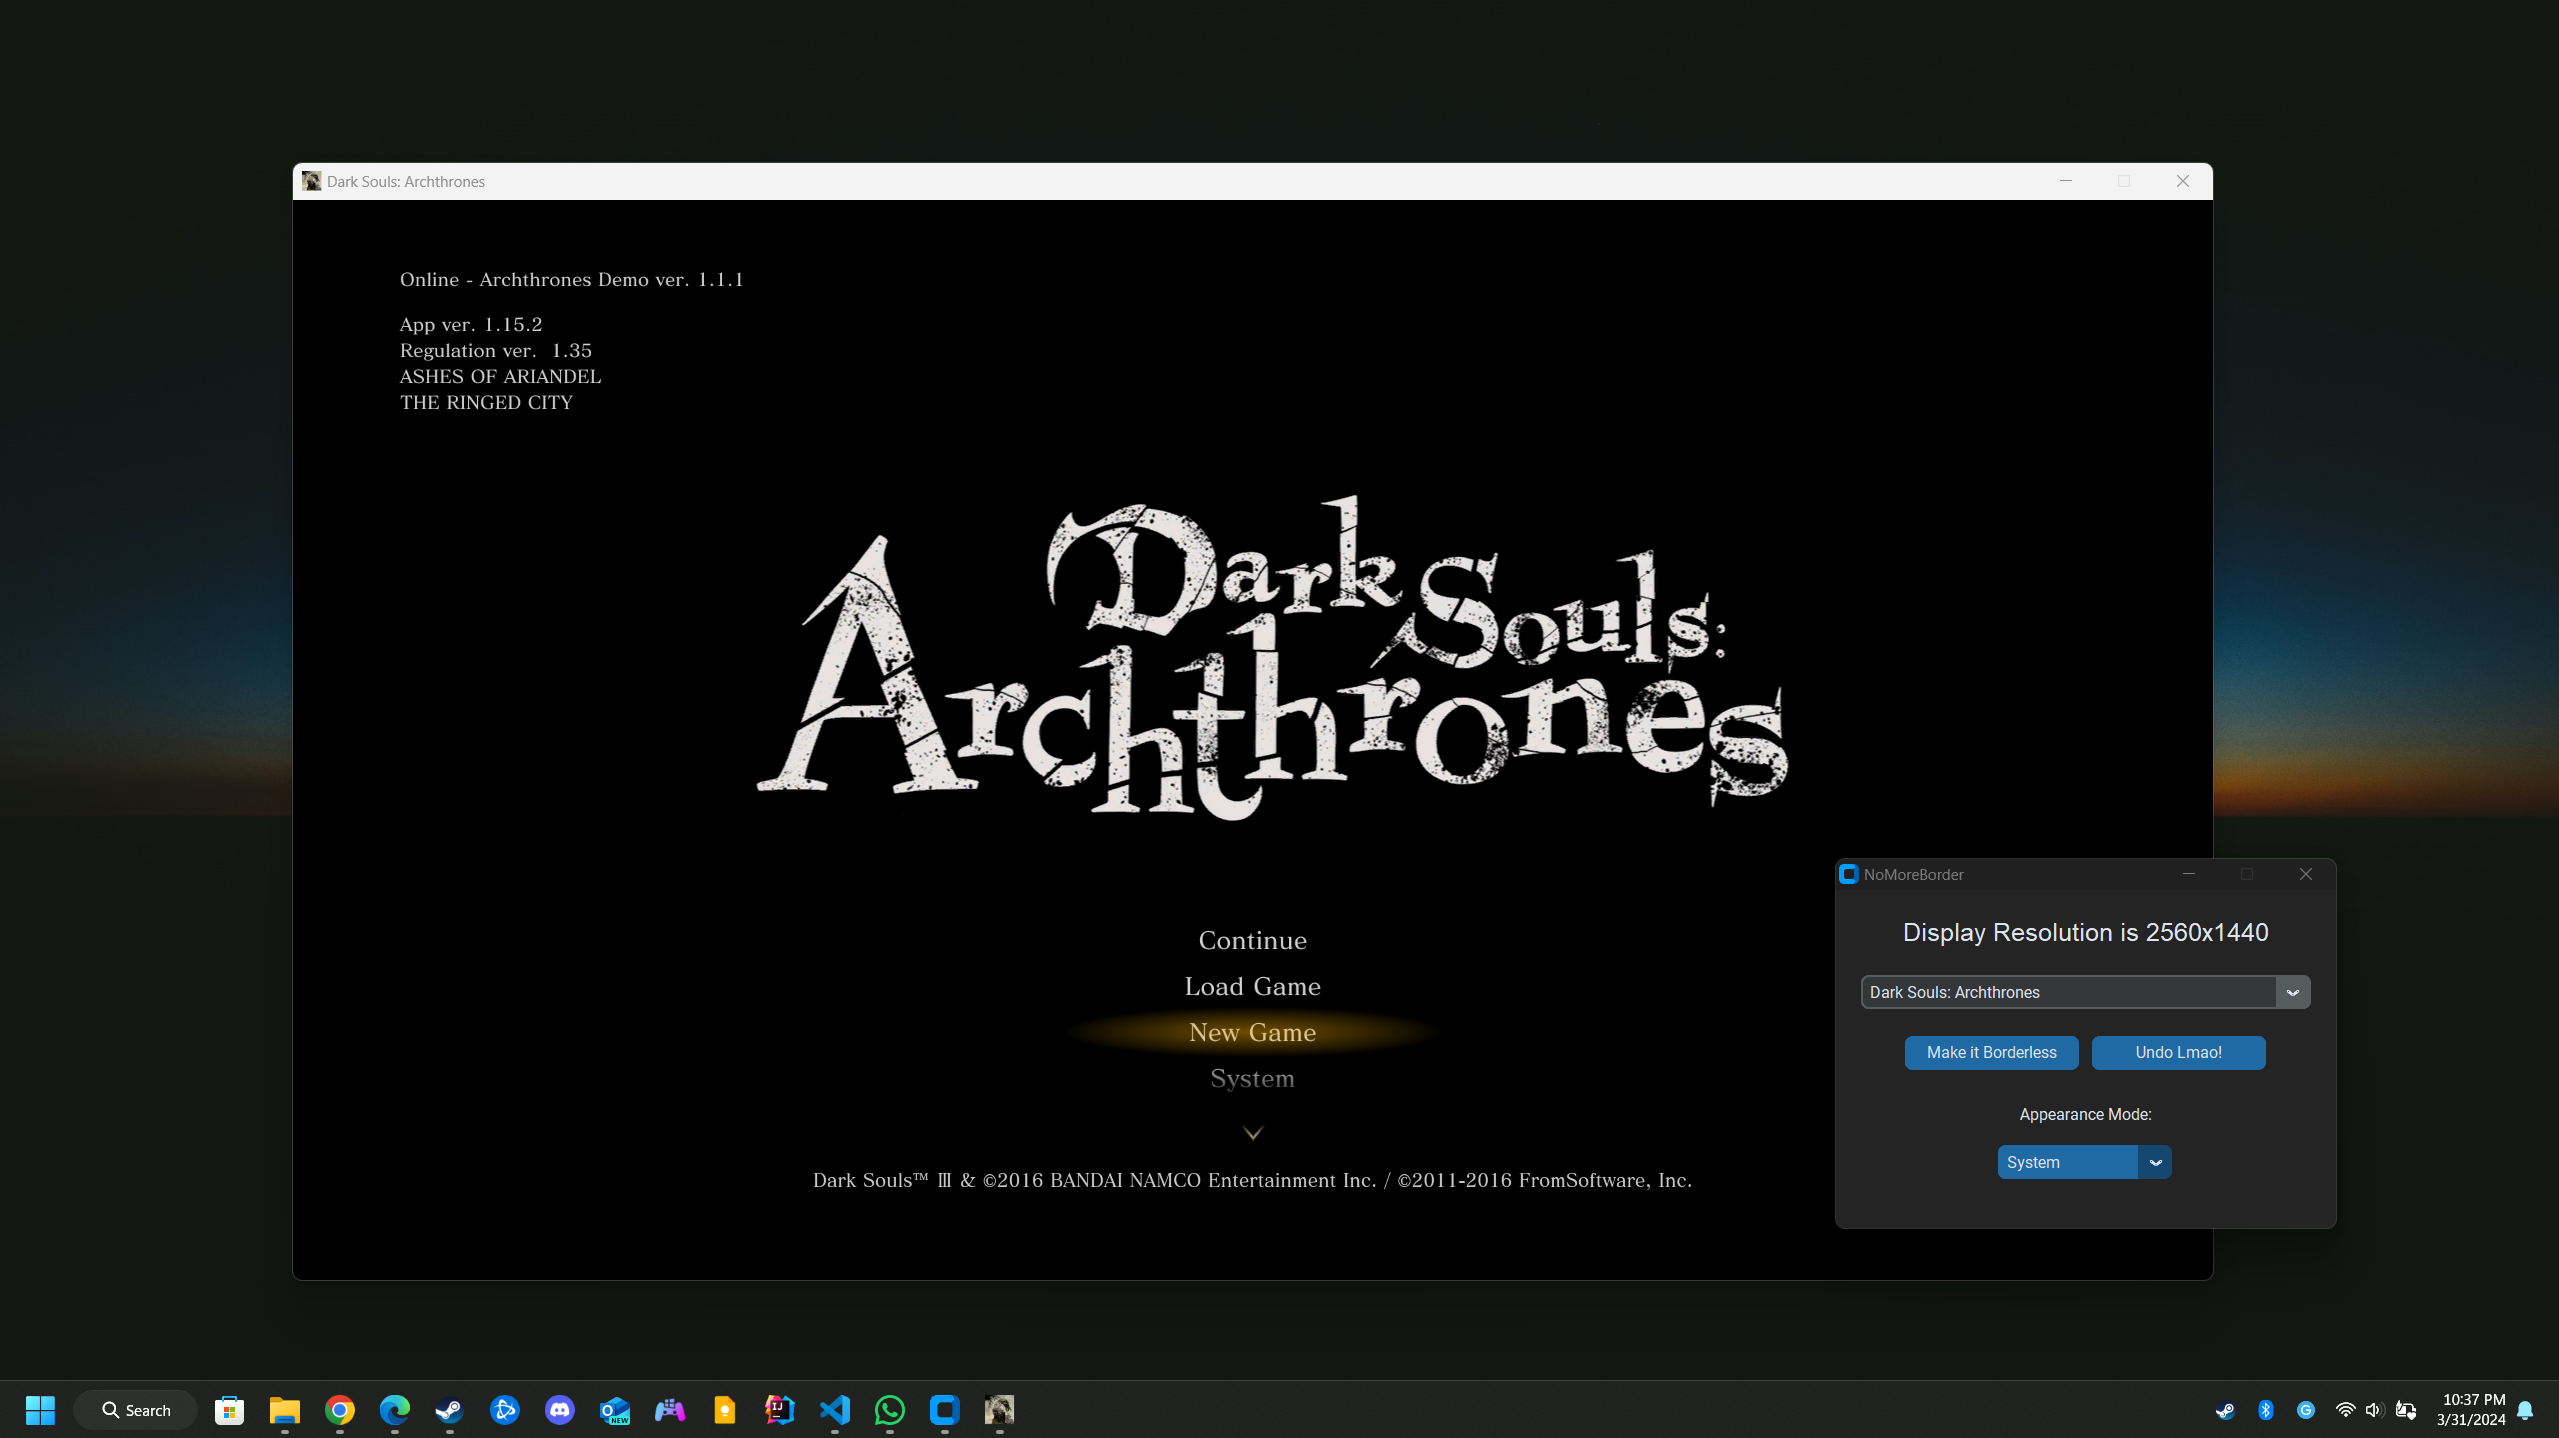 Dark Souls: Archthrones
Online - Archthrones Demo ver. 1.1.1
App ver. 1.15.2
Regulation ver. 1.35
ASHES OF ARIANDEL
THE RINGED CITY
Dark Souls:
Archthrones
Continue
Load Game
New Game
System
Dark Souls™ Ⅲ & ©2016 BANDAI NAMCO Entertainment Inc. / ©2011-2016 FromSoftware, Inc.
NoMoreBorder
Display Resolution is 2560x1440
Dark Souls: Archthrones
Make it Borderless
Undo Lmao!
Appearance Mode:
System
Search
NEW
IJ
10:37 PM
3/31/2024